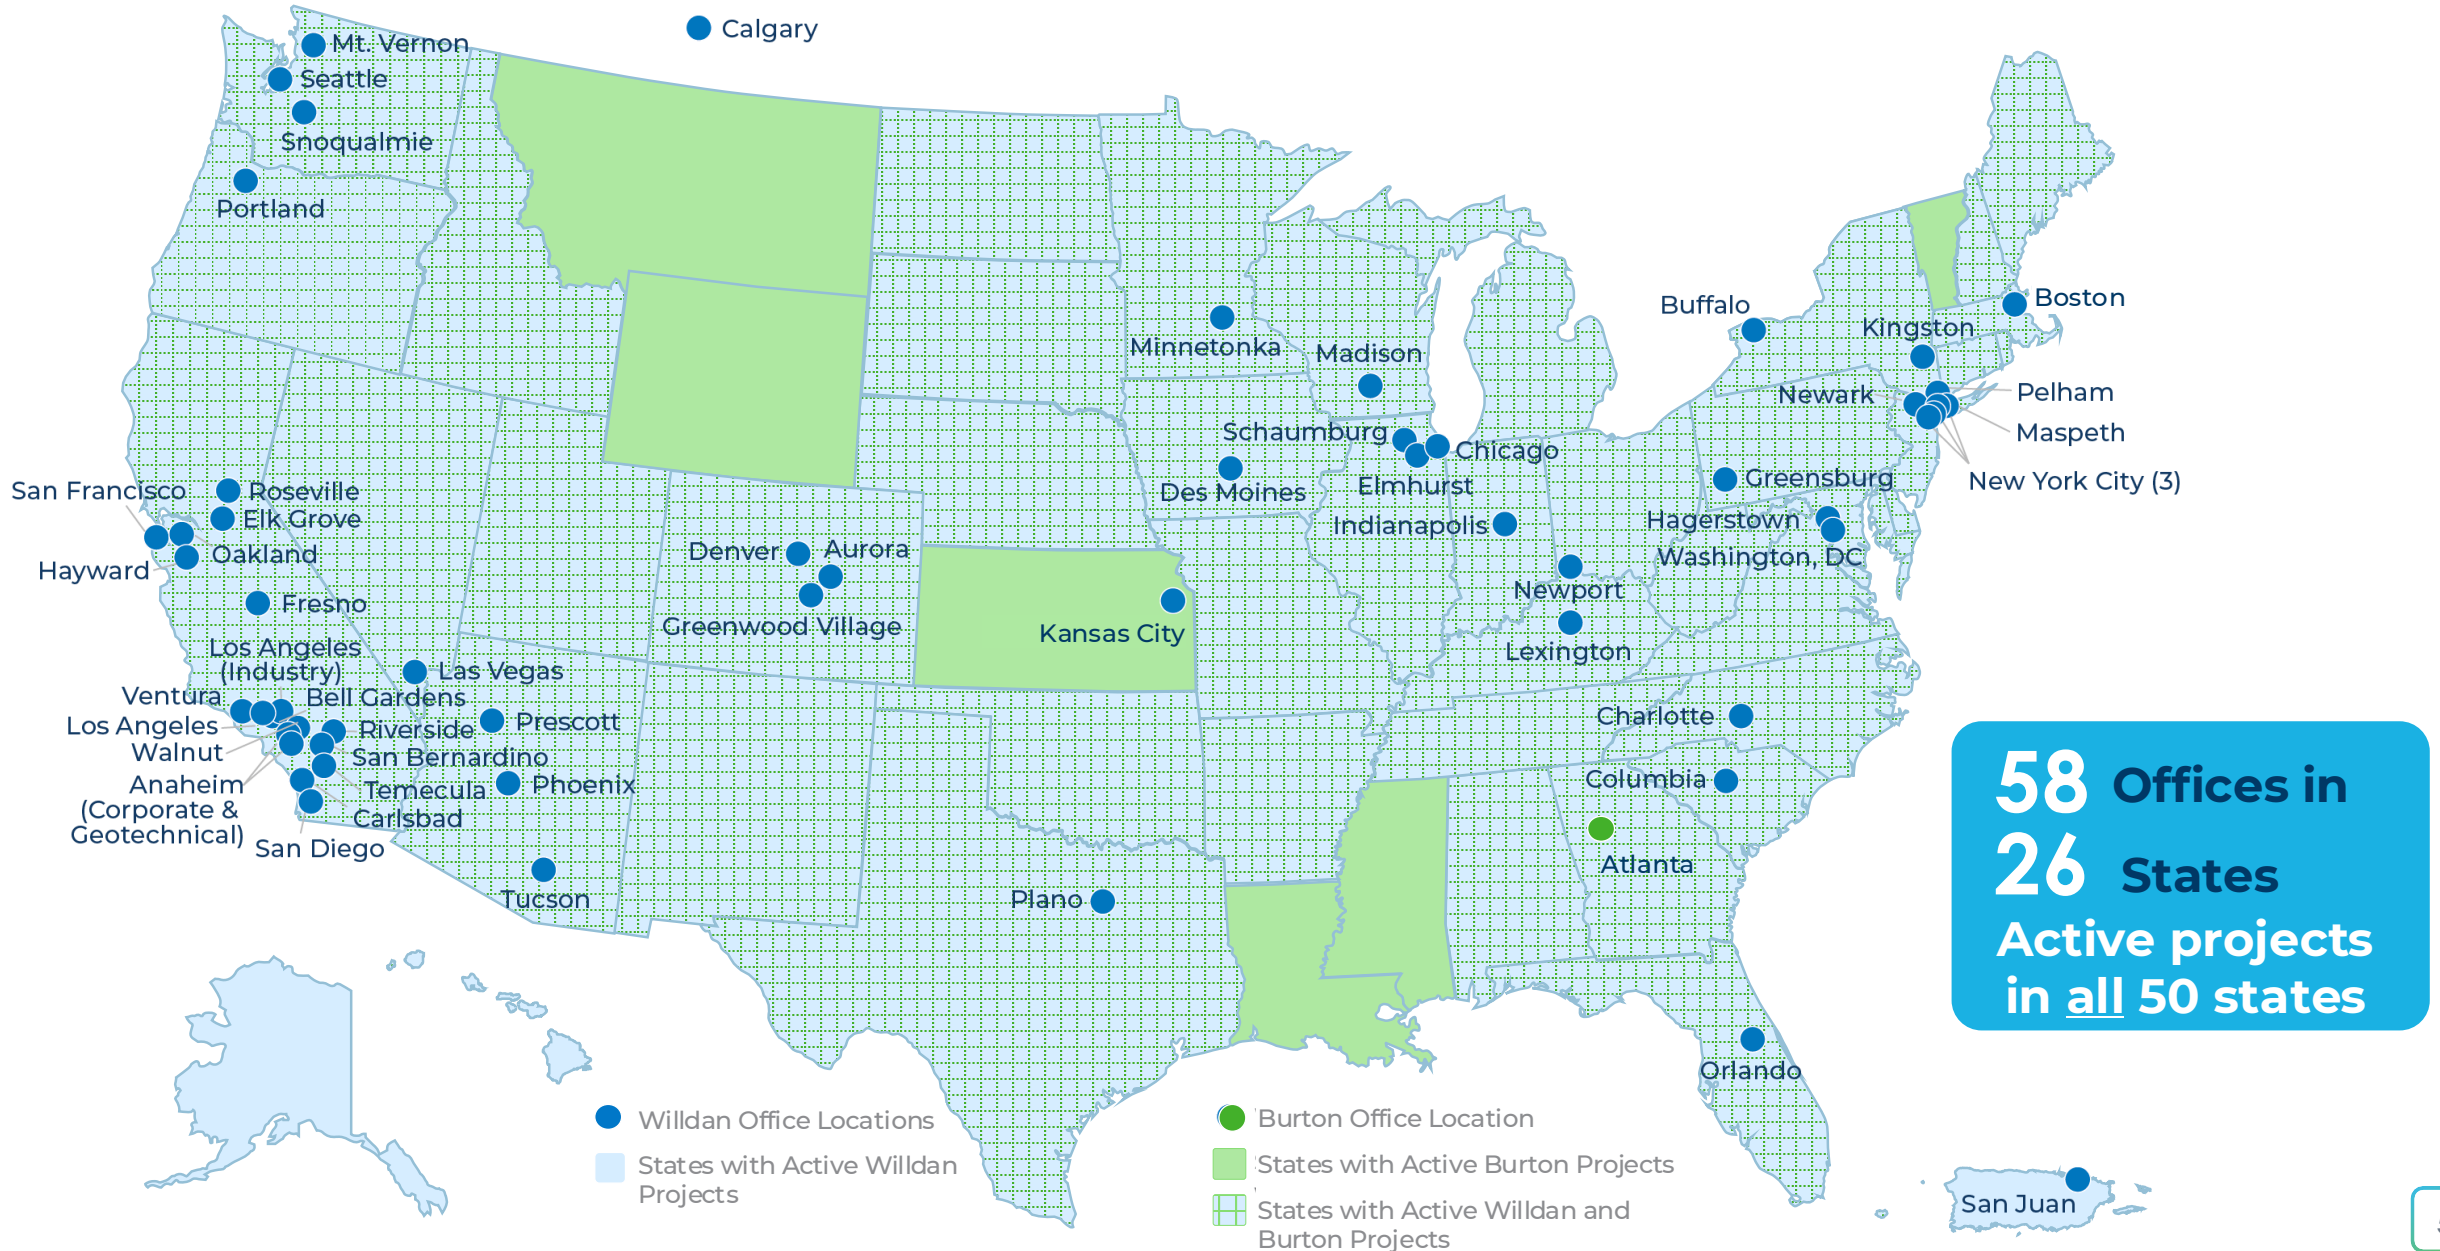 Calgary
Mt. Vernon
Seattle
Snoqualmie
Portland
Buffalo
Boston
Kingston
Minnetonka
Madison
Newark
Pelham
Maspeth
New York City (3)
Schaumburg
Chicago
Elmhurst
Des Moines
Greensburg
Indianapolis
Hagerstown
Washington, DC
San Francisco
Roseville
Elk Grove
Oakland
Hayward
Fresno
Denver
Aurora
Greenwood Village
Kansas City
Newport
Lexington
Los Angeles
(Industry)
Las Vegas
Ventura
Bell Gardens
Los Angeles
Riverside
Prescott
Walnut
San Bernardino
Anaheim
(Corporate &
Geotechnical)
Temecula
Phoenix
Carlsbad
San Diego
Tucson
Plano
Charlotte
Columbia
Atlanta
Orlando
San Juan
58 Offices in
26 States
Active projects
in all 50 states
Willdan Office Locations
States with Active Willdan
Projects
Burton Office Location
States with Active Burton Projects
States with Active Willdan and
Burton Projects